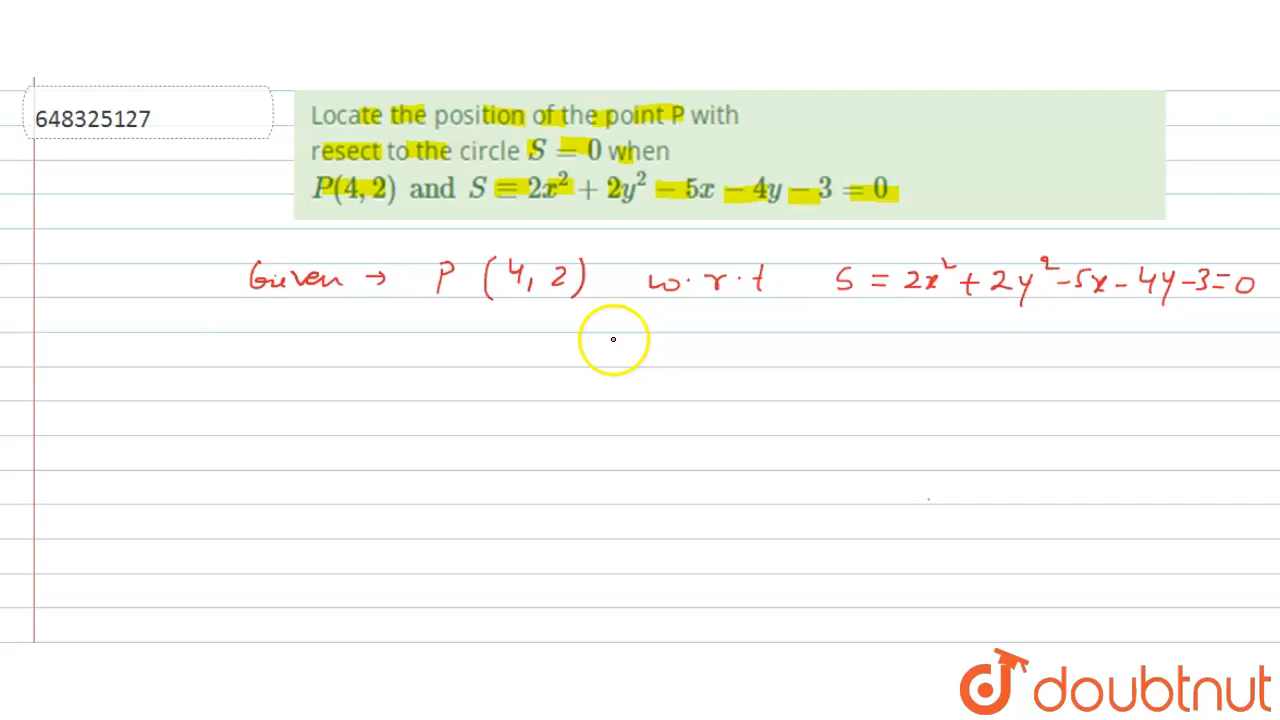 648325127
Locate the position of the point P with
resect to the circle S = 0 when
P(4, 2) and S ≡ 2x² + 2y² − 5x − 4y − 3 = 0
Given → P (4, 2) w.r.t S = 2x² + 2y² - 5x - 4y - 3 = 0
doubtnut